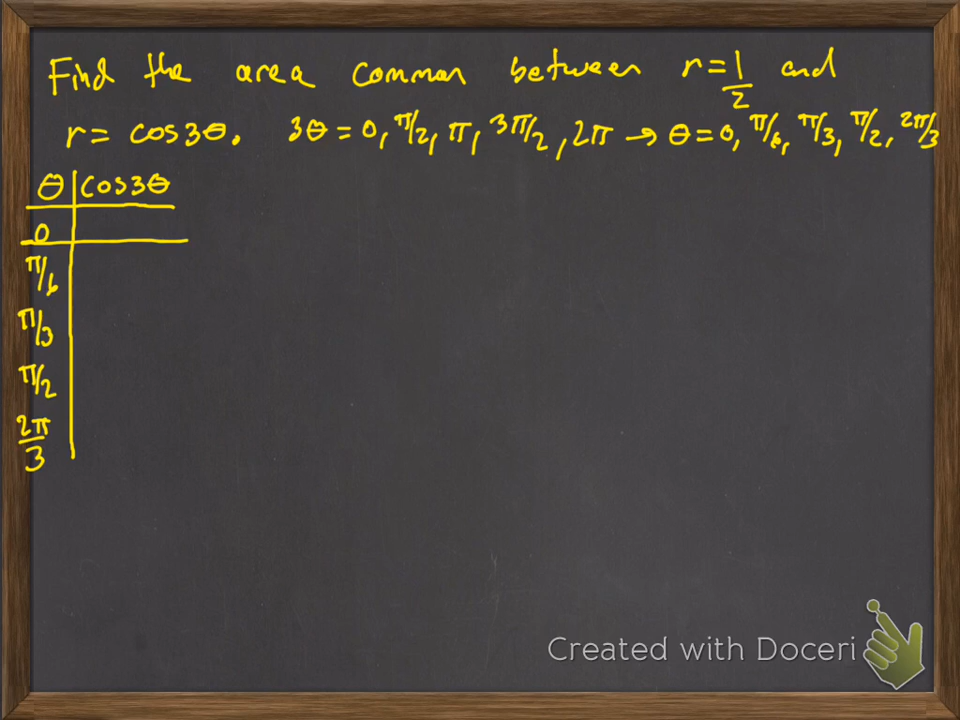 Find the area common between r=1/2 and
r= cos3θ. 3θ=0, π/2, π, 3π/2, 2π → θ=0, π/6, π/3, π/2, 2π/3
θ cos3θ
0
π/6
π/3
π/2
2π/3
Created with Doceri